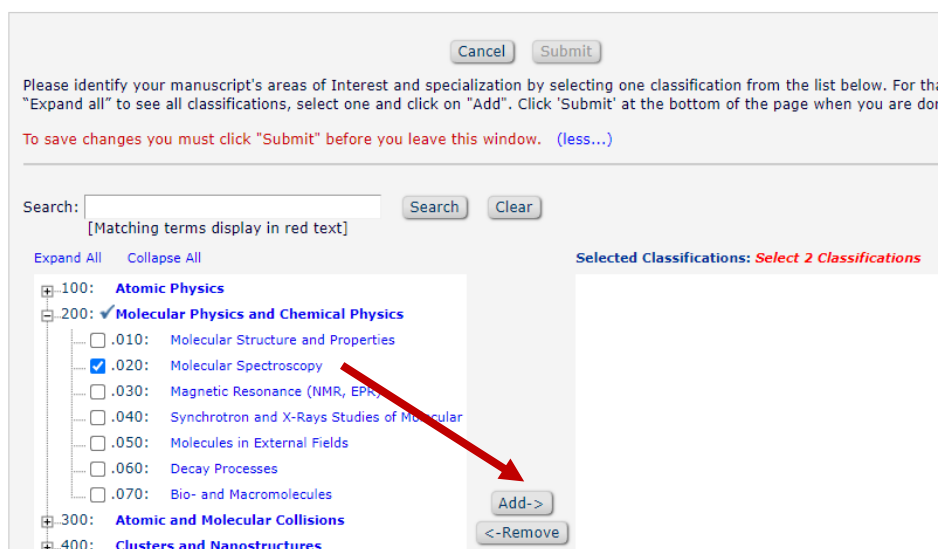 Cancel Submit
Please identify your manuscript's areas of Interest and specialization by selecting one classification from the list below. For
"Expand all" to see all classifications, select one and click on "Add". Click 'Submit' at the bottom of the page when you are
To save changes you must click "Submit" before you leave this window. (less...)
Search: Search Clear
[Matching terms display in red text]
Expand All Collapse All Selected Classifications: Select 2 Classifications
100: Atomic Physics
200: Molecular Physics and Chemical Physics
.010: Molecular Structure and Properties
.020: Molecular Spectroscopy
.030: Magnetic Resonance (NMR, EPR)
.040: Synchrotron and X-Rays Studies of Molecular
.050: Molecules in External Fields
.060: Decay Processes
.070: Bio- and Macromolecules
Add->
300: Atomic and Molecular Collisions
<-Remove
400: Clusters and Nanostructures